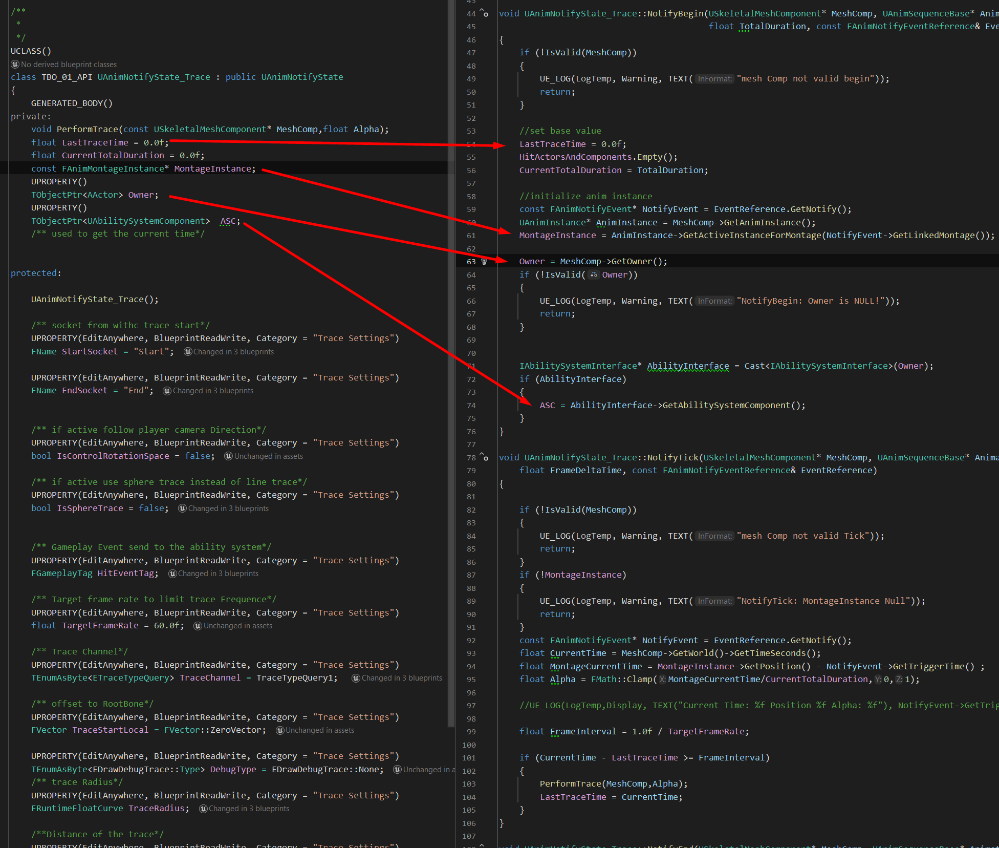 /**
 *
 */
UCLASS()
No derived blueprint classes
class TBO_01_API UAnimNotifyState_Trace : public UAnimNotifyState
{
    GENERATED_BODY()
private:
    void PerformTrace(const USkeletalMeshComponent* MeshComp,float Alpha);
    float LastTraceTime = 0.0f;
    float CurrentTotalDuration = 0.0f;
    const FAnimMontageInstance* MontageInstance;
    UPROPERTY()
    TObjectPtr<AActor> Owner;
    UPROPERTY()
    TObjectPtr<UAbilitySystemComponent>  ASC;
    /** used to get the current time*/
protected:
    UAnimNotifyState_Trace();
    /** socket from withc trace start*/
    UPROPERTY(EditAnywhere, BlueprintReadWrite, Category = "Trace Settings")
    FName StartSocket = "Start";  Changed in 3 blueprints
    UPROPERTY(EditAnywhere, BlueprintReadWrite, Category = "Trace Settings")
    FName EndSocket = "End";  Changed in 3 blueprints
    /** if active follow player camera Direction*/
    UPROPERTY(EditAnywhere, BlueprintReadWrite, Category = "Trace Settings")
    bool IsControlRotationSpace = false;  Unchanged in assets
    /** if active use sphere trace instead of line trace*/
    UPROPERTY(EditAnywhere, BlueprintReadWrite, Category = "Trace Settings")
    bool IsSphereTrace = false;  Changed in 3 blueprints
    /** Gameplay Event send to the ability system*/
    UPROPERTY(EditAnywhere, BlueprintReadWrite, Category = "Trace Settings")
    FGameplayTag HitEventTag;  Changed in 3 blueprints
    /** Target frame rate to limit trace Frequence*/
    UPROPERTY(EditAnywhere, BlueprintReadWrite, Category = "Trace Settings")
    float TargetFrameRate = 60.0f;  Unchanged in assets
    /** Trace Channel*/
    UPROPERTY(EditAnywhere, BlueprintReadWrite, Category = "Trace Settings")
    TEnumAsByte<ETraceTypeQuery> TraceChannel = TraceTypeQuery1;  Changed in 3 blueprints
    /** offset to RootBone*/
    UPROPERTY(EditAnywhere, BlueprintReadWrite, Category = "Trace Settings")
    FVector TraceStartLocal = FVector::ZeroVector;  Unchanged in assets
    UPROPERTY(EditAnywhere, BlueprintReadWrite, Category = "Trace Settings")
    TEnumAsByte<EDrawDebugTrace::Type> DebugType = EDrawDebugTrace::None;  Unchanged in a
    /** trace Radius*/
    UPROPERTY(EditAnywhere, BlueprintReadWrite, Category = "Trace Settings")
    FRuntimeFloatCurve TraceRadius;  Changed in 3 blueprints
    /**Distance of the trace*/
    UPROPERTY(EditAnywhere, BlueprintReadWrite, Category = "Trace Settings")
43
44 void UAnimNotifyState_Trace::NotifyBegin(USkeletalMeshComponent* MeshComp, UAnimSequenceBase* Anim
45     float TotalDuration, const FAnimNotifyEventReference& Eve
46 {
47     if (!IsValid(MeshComp))
48     {
49         UE_LOG(LogTemp, Warning, TEXT( InFormat: "mesh Comp not valid begin"));
50         return;
51     }
52
53     //set base value
54     LastTraceTime = 0.0f;
55     HitActorsAndComponents.Empty();
56     CurrentTotalDuration = TotalDuration;
57
58     //initialize anim instance
59     const FAnimNotifyEvent* NotifyEvent = EventReference.GetNotify();
60     UAnimInstance* AnimInstance = MeshComp->GetAnimInstance();
61     MontageInstance = AnimInstance->GetActiveInstanceForMontage(NotifyEvent->GetLinkedMontage());
62
63     Owner = MeshComp->GetOwner();
64     if (!IsValid( Owner))
65     {
66         UE_LOG(LogTemp, Warning, TEXT( InFormat: "NotifyBegin: Owner is NULL!"));
67         return;
68     }
69
70
71     IAbilitySystemInterface* AbilityInterface = Cast<IAbilitySystemInterface>(Owner);
72     if (AbilityInterface)
73     {
74         ASC = AbilityInterface->GetAbilitySystemComponent();
75     }
76 }
77
78 void UAnimNotifyState_Trace::NotifyTick(USkeletalMeshComponent* MeshComp, UAnimSequenceBase* Anima
79     float FrameDeltaTime, const FAnimNotifyEventReference& EventReference)
80 {
81
82     if (!IsValid(MeshComp))
83     {
84         UE_LOG(LogTemp, Warning, TEXT( InFormat: "mesh Comp not valid Tick"));
85         return;
86     }
87     if (!MontageInstance)
88     {
89         UE_LOG(LogTemp, Warning, TEXT( InFormat: "NotifyTick: MontageInstance Null"));
90         return;
91     }
92     const FAnimNotifyEvent* NotifyEvent = EventReference.GetNotify();
93     float CurrentTime = MeshComp->GetWorld()->GetTimeSeconds();
94     float MontageCurrentTime = MontageInstance->GetPosition() - NotifyEvent->GetTriggerTime() ;
95     float Alpha = FMath::Clamp( X: MontageCurrentTime/CurrentTotalDuration, Y: 0, Z: 1);
96
97     //UE_LOG(LogTemp,Display, TEXT("Current Time: %f Position %f Alpha: %f"), NotifyEvent->GetTrig
98
99     float FrameInterval = 1.0f / TargetFrameRate;
100
101     if (CurrentTime - LastTraceTime >= FrameInterval)
102     {
103         PerformTrace(MeshComp,Alpha);
104         LastTraceTime = CurrentTime;
105     }
106 }
107
108 void UAnimNotifyState_Trace::NotifyEnd(USkeletalMeshComponent* MeshComp, UAnimSequenceBase* Animat